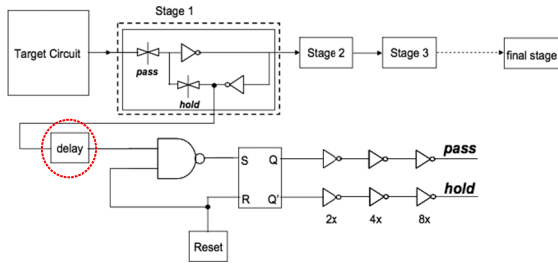 Stage 1
Target Circuit
pass
hold
Stage 2
Stage 3
final stage
delay
S
Q
pass
R
Q'
hold
2x
4x
8x
Reset